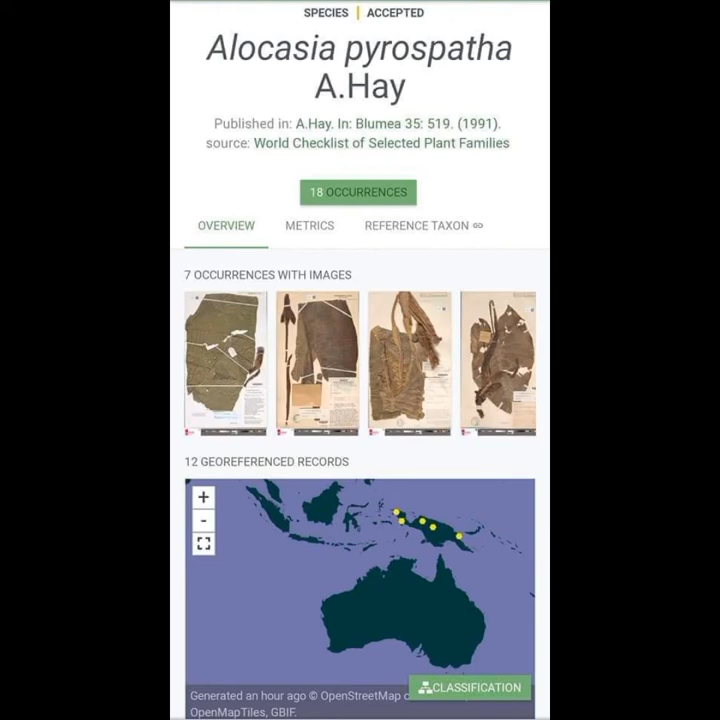 SPECIES | ACCEPTED
Alocasia pyrospatha
A.Hay
Published in: A.Hay. In: Blumea 35: 519. (1991).
source: World Checklist of Selected Plant Families
18 OCCURRENCES
OVERVIEW METRICS REFERENCE TAXON
7 OCCURRENCES WITH IMAGES
12 GEOREFERENCED RECORDS
+
-
CLASSIFICATION
Generated an hour ago © OpenStreetMap
OpenMapTiles, GBIF.